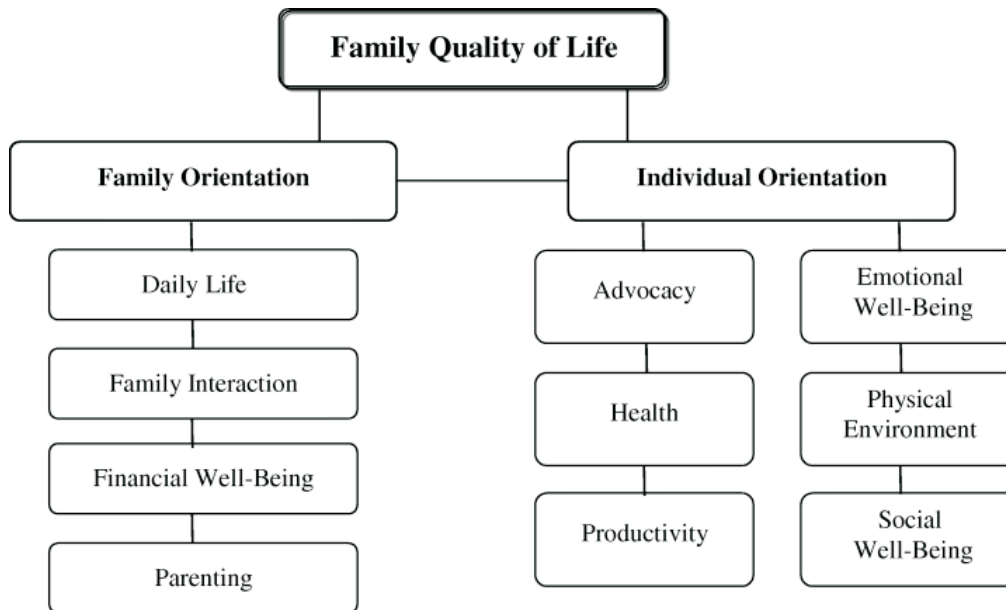 Family Quality of Life
Family Orientation
Individual Orientation
Daily Life
Family Interaction
Financial Well-Being
Parenting
Advocacy
Health
Productivity
Emotional
Well-Being
Physical
Environment
Social
Well-Being